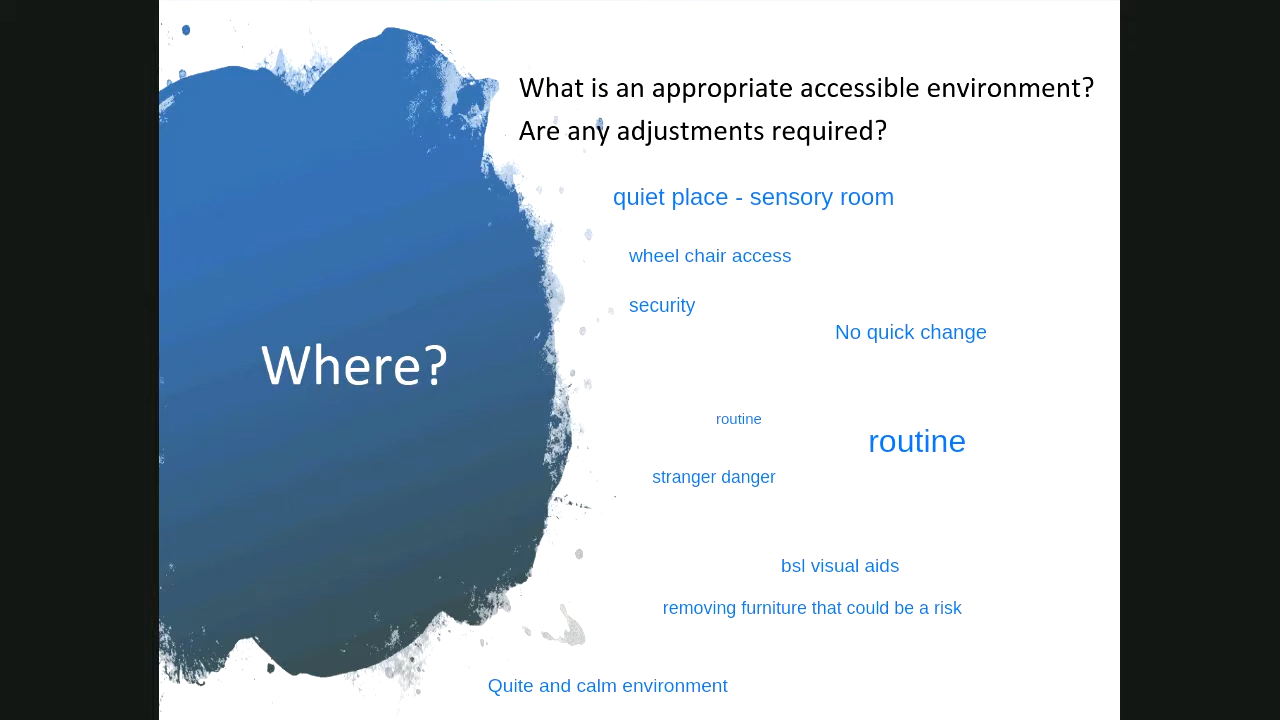 What is an appropriate accessible environment?
Are any adjustments required?
quiet place - sensory room
wheel chair access
security
No quick change
Where?
routine
routine
stranger danger
bsl visual aids
removing furniture that could be a risk
Quite and calm environment